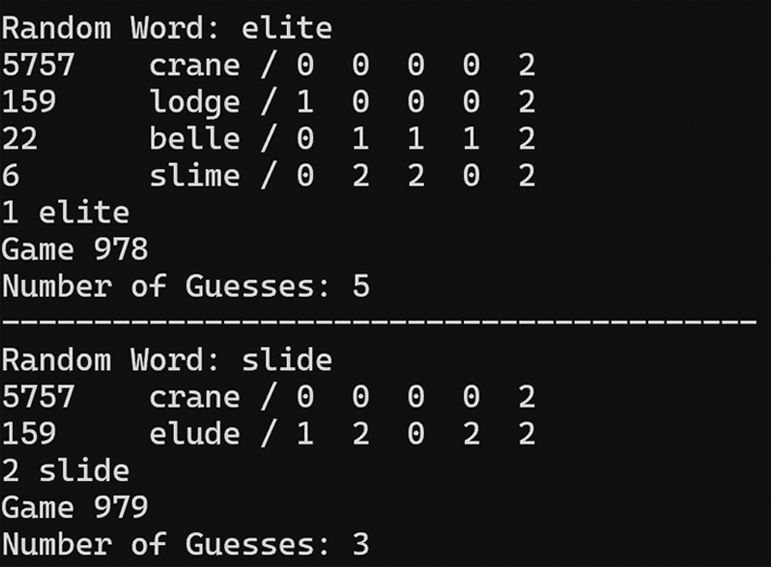 Random Word: elite
5757    crane / 0  0  0  0  2
159     lodge / 1  0  0  0  2
22      belle / 0  1  1  1  2
6       slime / 0  2  2  0  2
1 elite
Game 978
Number of Guesses: 5
-----------------------------------------
Random Word: slide
5757    crane / 0  0  0  0  2
159     elude / 1  2  0  2  2
2 slide
Game 979
Number of Guesses: 3